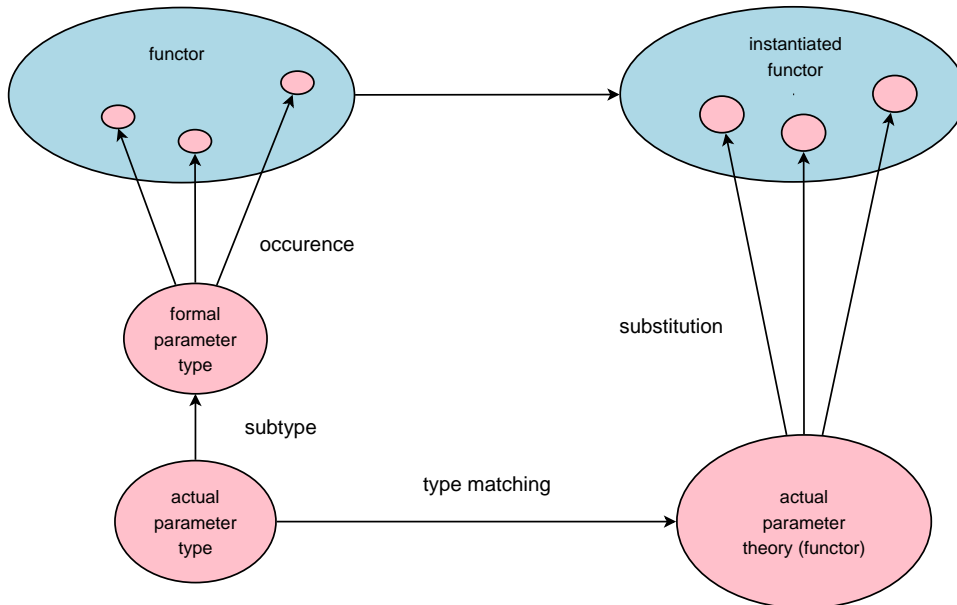 functor
instantiated
functor
occurence
formal
parameter
type
substitution
subtype
type matching
actual
parameter
type
actual
parameter
theory (functor)